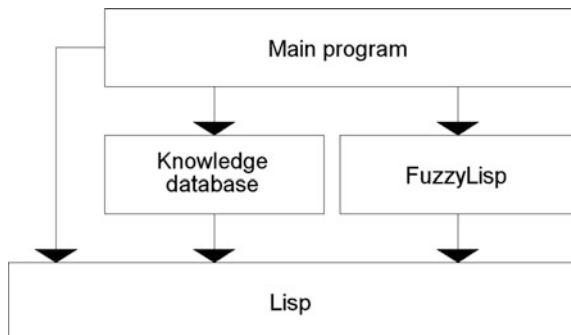 Main program
Knowledge
database
FuzzyLisp
Lisp